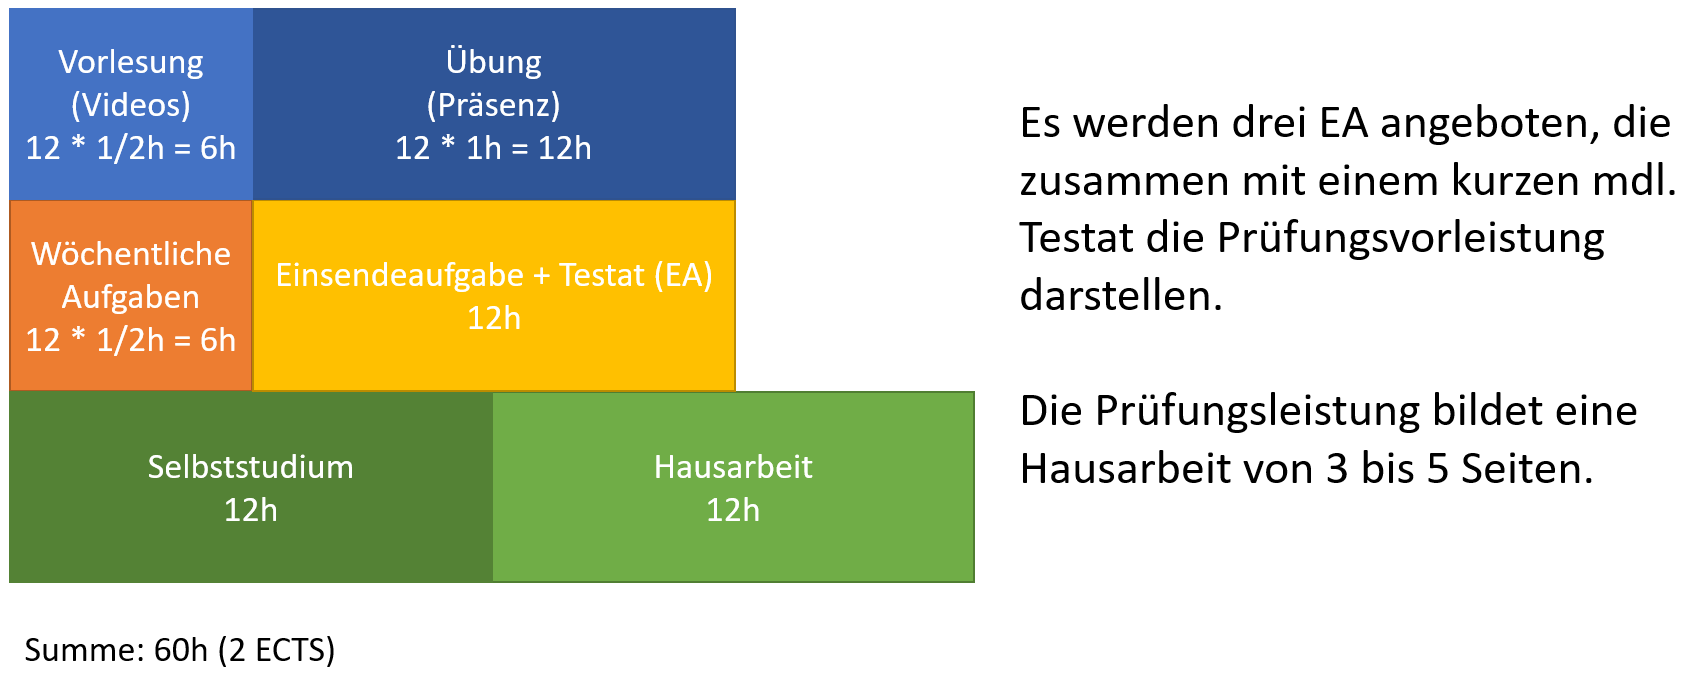 Vorlesung
(Videos)
12 * 1/2h = 6h
Übung
(Präsenz)
12 * 1h = 12h
Wöchentliche
Aufgaben
12 * 1/2h = 6h
Einsendeaufgabe + Testat (EA)
12h
Selbststudium
12h
Hausarbeit
12h
Summe: 60h (2 ECTS)
Es werden drei EA angeboten, die
zusammen mit einem kurzen mdl.
Testat die Prüfungsvorleistung
darstellen.
Die Prüfungsleistung bildet eine
Hausarbeit von 3 bis 5 Seiten.